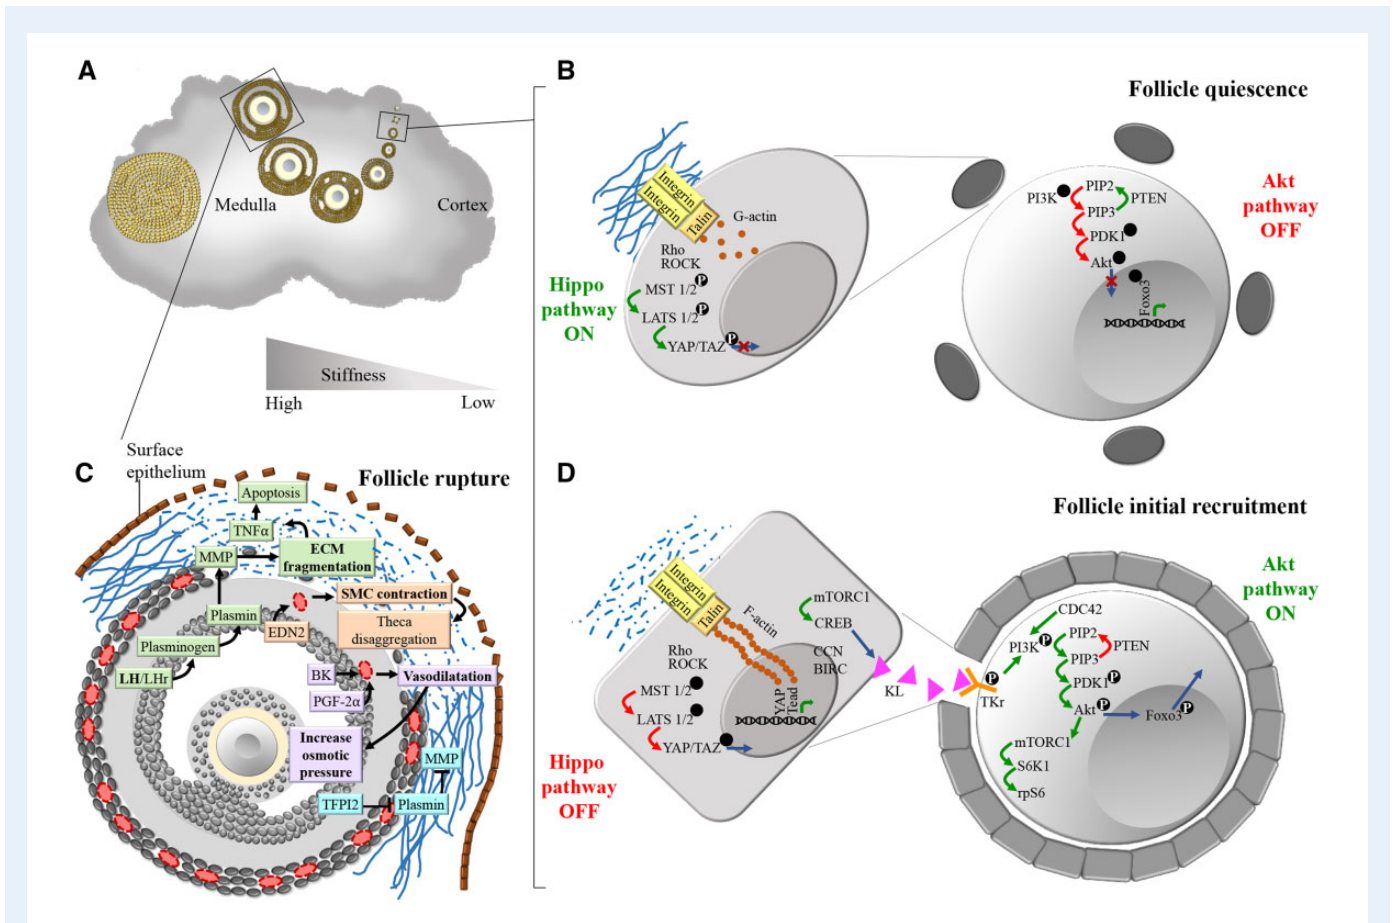 A
Medulla
Cortex
Stiffness
High
Low
B
Follicle quiescence
Integrin
Integrin
Talin
G-actin
Rho
ROCK
P
MST 1/2
P
LATS 1/2
P
YAP/TAZ
Hippo
pathway
ON
PI3K
PIP2
PTEN
PIP3
PDK1
Akt
Foxo3
Akt
pathway
OFF
Surface
epithelium
C
Follicle rupture
Apoptosis
TNFα
MMP
ECM
fragmentation
Plasmin
SMC contraction
EDN2
Theca
disaggregation
Plasminogen
LH/LHr
BK
Vasodilatation
PGF-2α
Increase
osmotic
pressure
MMP
TFPI2
Plasmin
D
Follicle initial recruitment
Integrin
Integrin
Talin
F-actin
mTORC1
CREB
CCN
BIRC
Rho
ROCK
MST 1/2
LATS 1/2
YAP/TAZ
YAP
Tead
KL
Hippo
pathway
OFF
P
TKr
CDC42
PI3K
P
PIP2
PTEN
PIP3
PDK1
P
Akt
P
Foxo3
P
mTORC1
S6K1
rpS6
Akt
pathway
ON